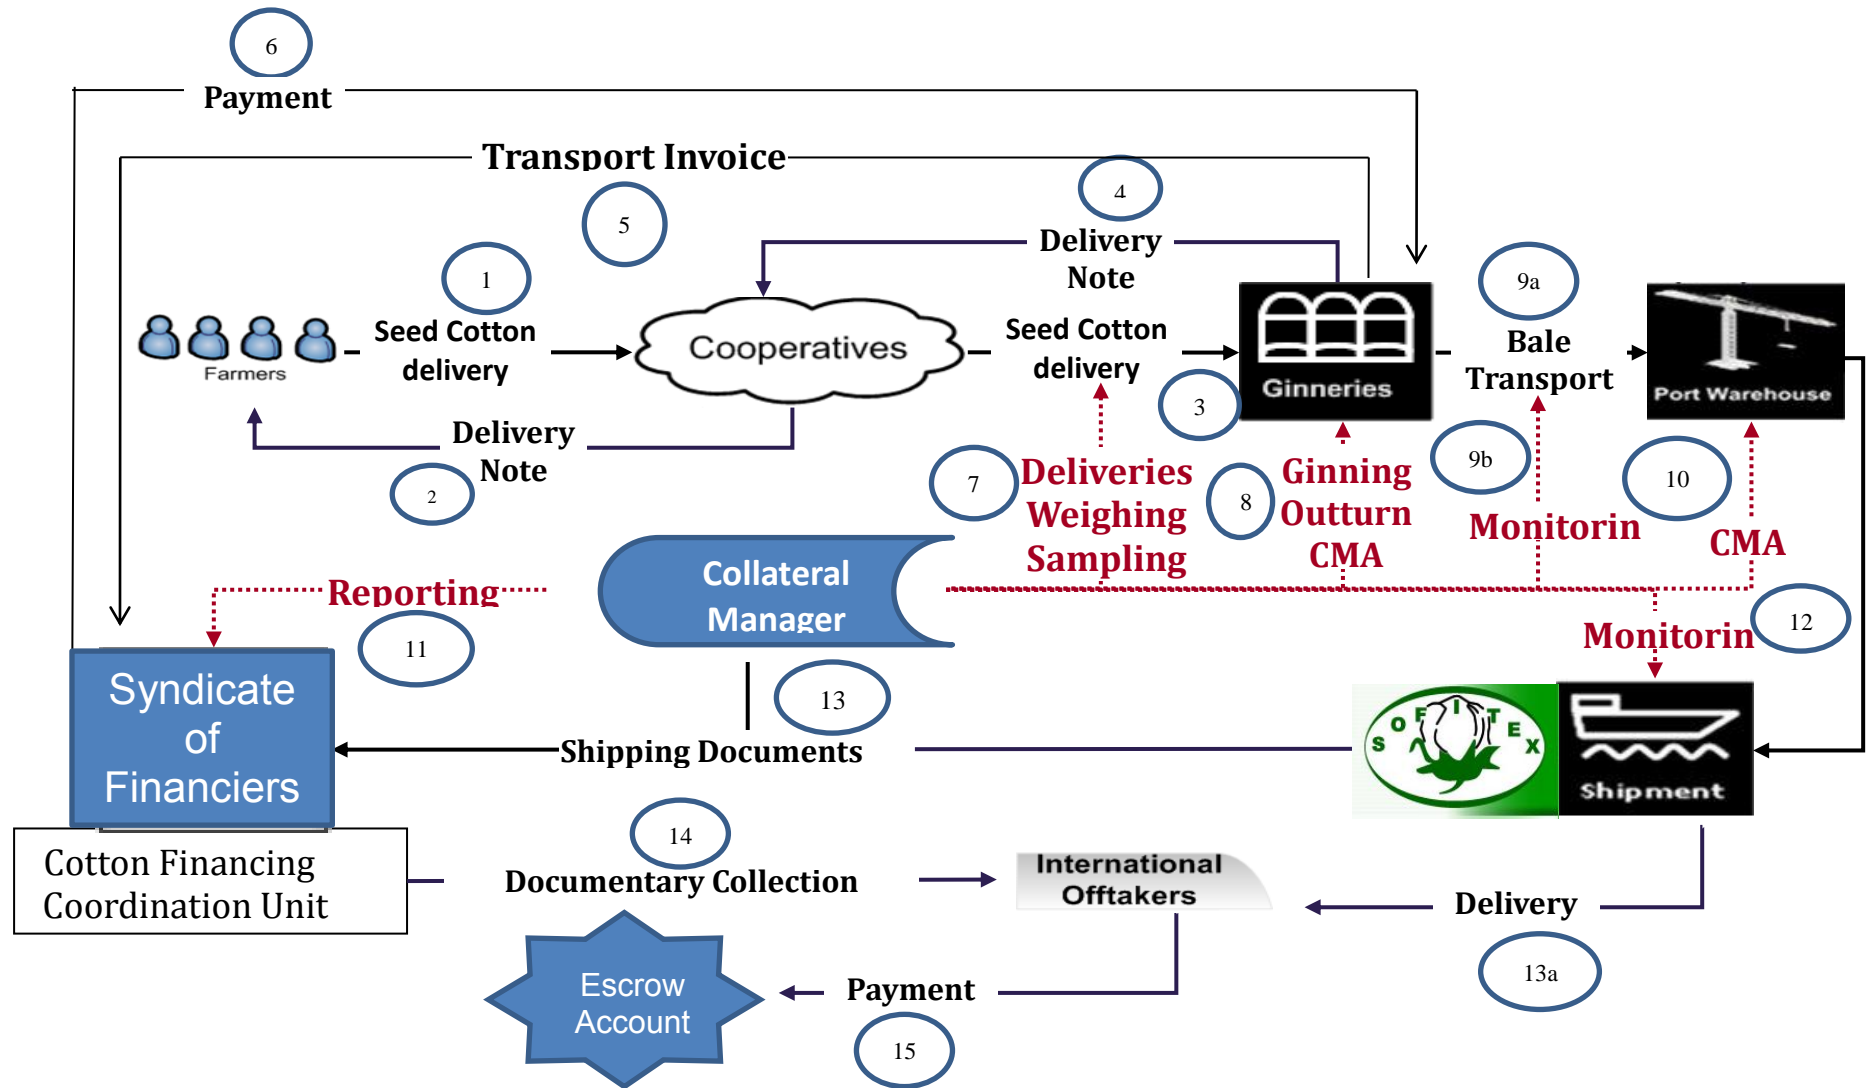 6
Payment
Transport Invoice
4
5
Delivery
Note
1
9a
Seed Cotton
delivery
Cooperatives
Seed Cotton
delivery
Bale
Transport
Farmers
Ginneries
Port Warehouse
3
Delivery
Note
2
7
Deliveries
Weighing
Sampling
8
Ginning
Outturn
CMA
9b
Monitorin
10
CMA
Collateral
Manager
Reporting
11
12
Monitorin
13
Syndicate
of
Financiers
Shipping Documents
SOFITEX
Shipment
14
Cotton Financing
Coordination Unit
Documentary Collection
International
Offtakers
Delivery
13a
Escrow
Account
Payment
15